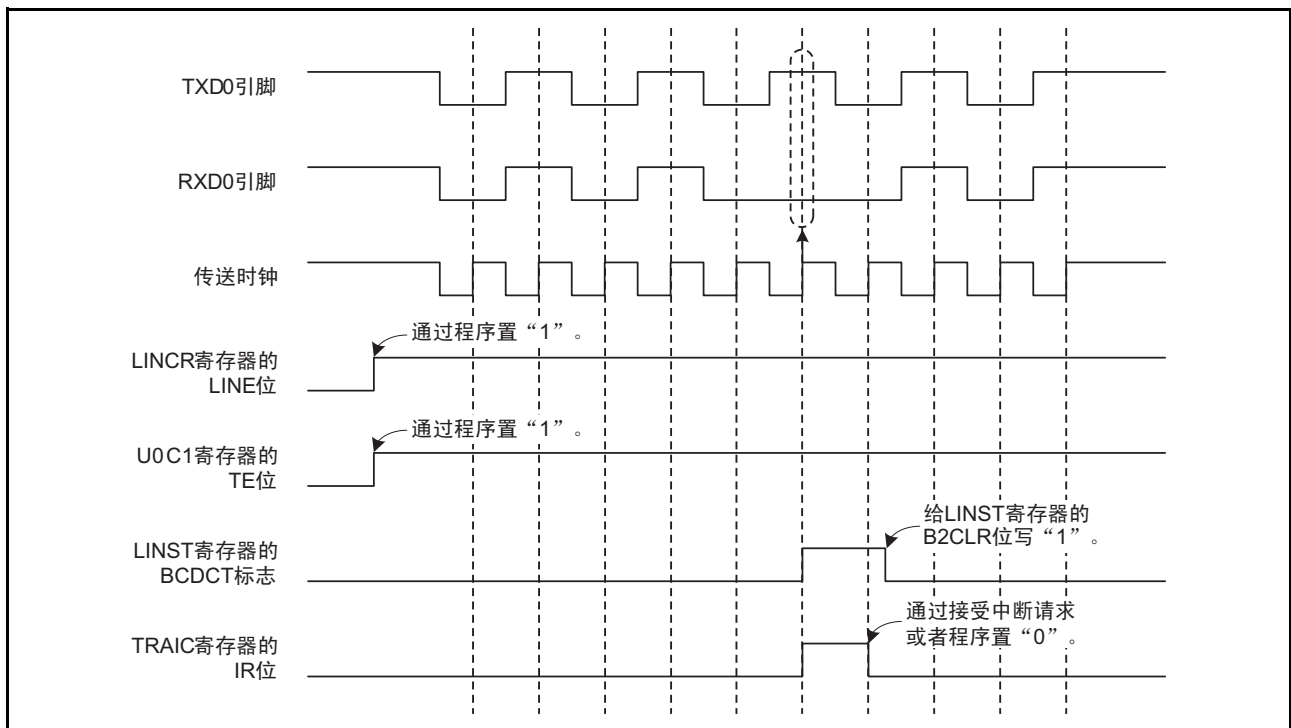 TXD0引脚
RXD0引脚
传送时钟
通过程序置“1”。
LINCR寄存器的
LINE位
通过程序置“1”。
U0C1寄存器的
TE位
给LINST寄存器的
B2CLR位写“1”。
LINST寄存器的
BCDCT标志
通过接受中断请求
或者程序置“0”。
TRAIC寄存器的
IR位